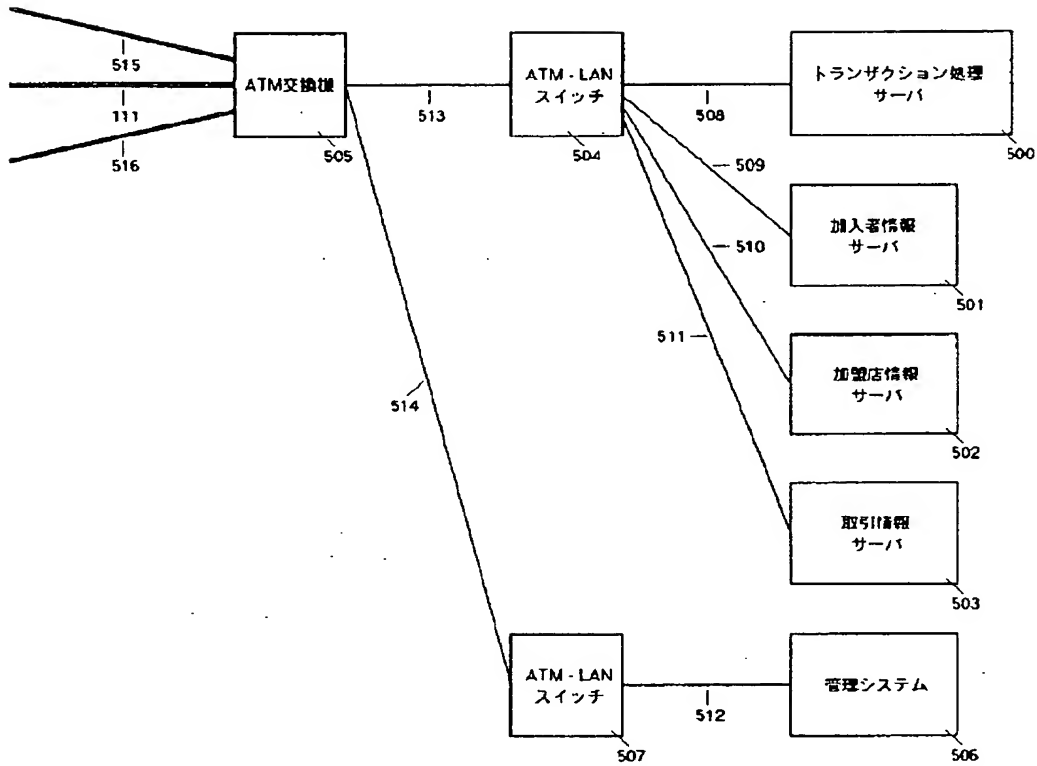 515
111
516
ATM交換機
505
513
ATM - LAN
スイッチ
504
508
トランザクション処理
サーバ
500
509
加入者情報
サーバ
501
510
加盟店情報
サーバ
502
511
取引情報
サーバ
503
514
ATM - LAN
スイッチ
507
512
管理システム
506